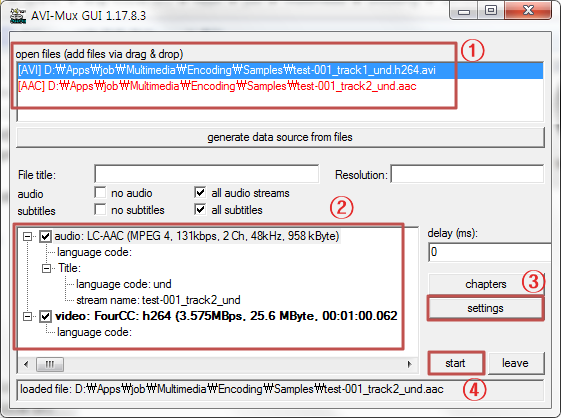 AVI-Mux GUI 1.17.8.3
①
open files (add files via drag & drop)
[AVI] D:₩Apps₩job₩Multimedia₩Encoding₩Samples₩test-001_track1_und.h264.avi
[AAC] D:₩Apps₩job₩Multimedia₩Encoding₩Samples₩test-001_track2_und.aac
generate data source from files
File title: Resolution:
audio no audio all audio streams
subtitles no subtitles all subtitles
②
audio: LC-AAC (MPEG 4, 131kbps, 2 Ch, 48kHz, 958 kByte)
language code:
Title:
language code: und
stream name: test-001_track2_und
video: FourCC: h264 (3.575MBps, 25.6 MByte, 00:01:00.062
language code:
delay (ms):
0
chapters
③
settings
start leave
④
loaded file: D:₩Apps₩job₩Multimedia₩Encoding₩Samples₩test-001_track2_und.aac